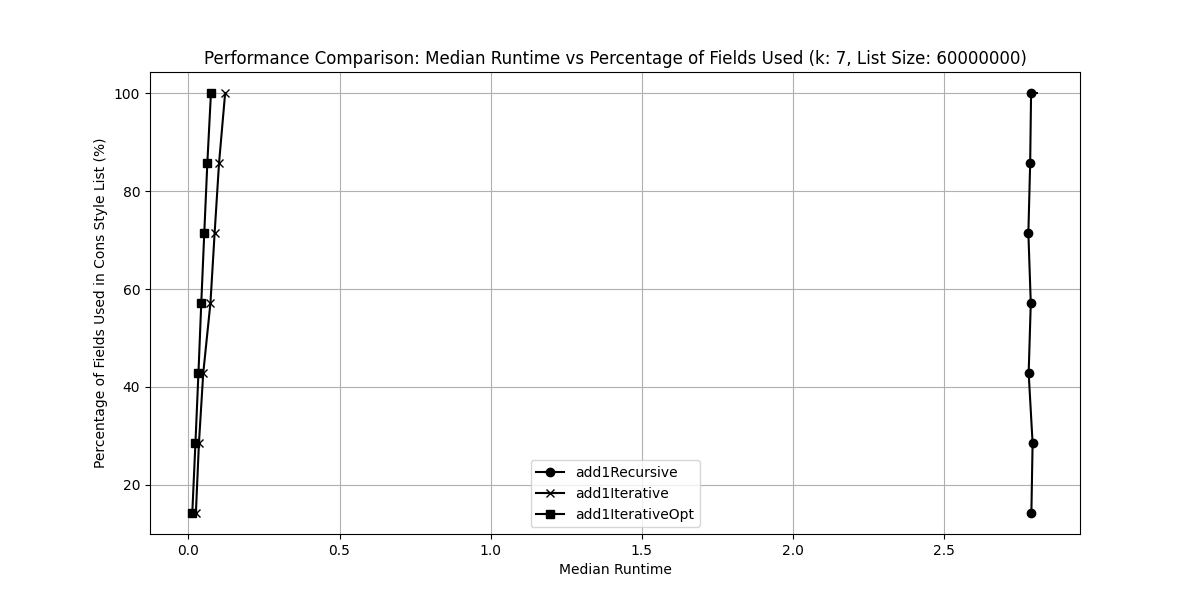 Performance Comparison: Median Runtime vs Percentage of Fields Used (k: 7, List Size: 60000000)
Percentage of Fields Used in Cons Style List (%)
100
80
60
40
20
add1Recursive
add1Iterative
add1IterativeOpt
0.0 0.5 1.0 1.5 2.0 2.5
Median Runtime